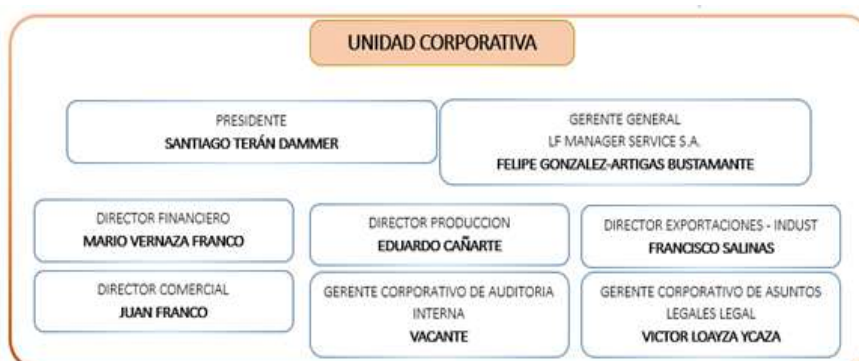 UNIDAD CORPORATIVA
PRESIDENTE
SANTIAGO TERÁN DAMMER
GERENTE GENERAL
LF MANAGER SERVICE S.A.
FELIPE GONZALEZ-ARTIGAS BUSTAMANTE
DIRECTOR FINANCIERO
MARIO VERNAZA FRANCO
DIRECTOR PRODUCCION
EDUARDO CAÑARTE
DIRECTOR EXPORTACIONES - INDUST
FRANCISCO SALINAS
DIRECTOR COMERCIAL
JUAN FRANCO
GERENTE CORPORATIVO DE AUDITORIA
INTERNA
VACANTE
GERENTE CORPORATIVO DE ASUNTOS
LEGALES LEGAL
VICTOR LOAYZA YCAZA